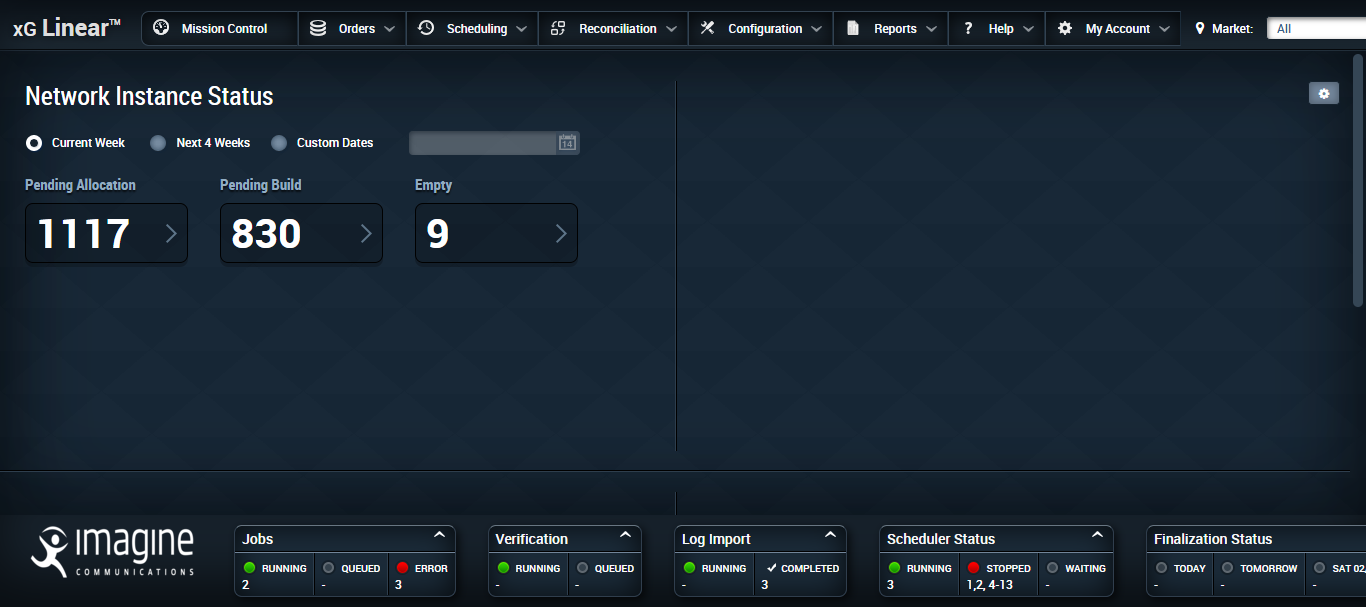 xG Linear™ Mission Control Orders Scheduling Reconciliation Configuration Reports ? Help My Account Market: All
Network Instance Status
Current Week Next 4 Weeks Custom Dates 14
Pending Allocation Pending Build Empty
1117 830 9
imagine
COMMUNICATIONS
Jobs
RUNNING QUEUED ERROR
2 - 3
Verification
RUNNING QUEUED
- -
Log Import
RUNNING COMPLETED
- 3
Scheduler Status
RUNNING STOPPED WAITING
3 1,2, 4-13 -
Finalization Status
TODAY TOMORROW SAT 02,
- - -